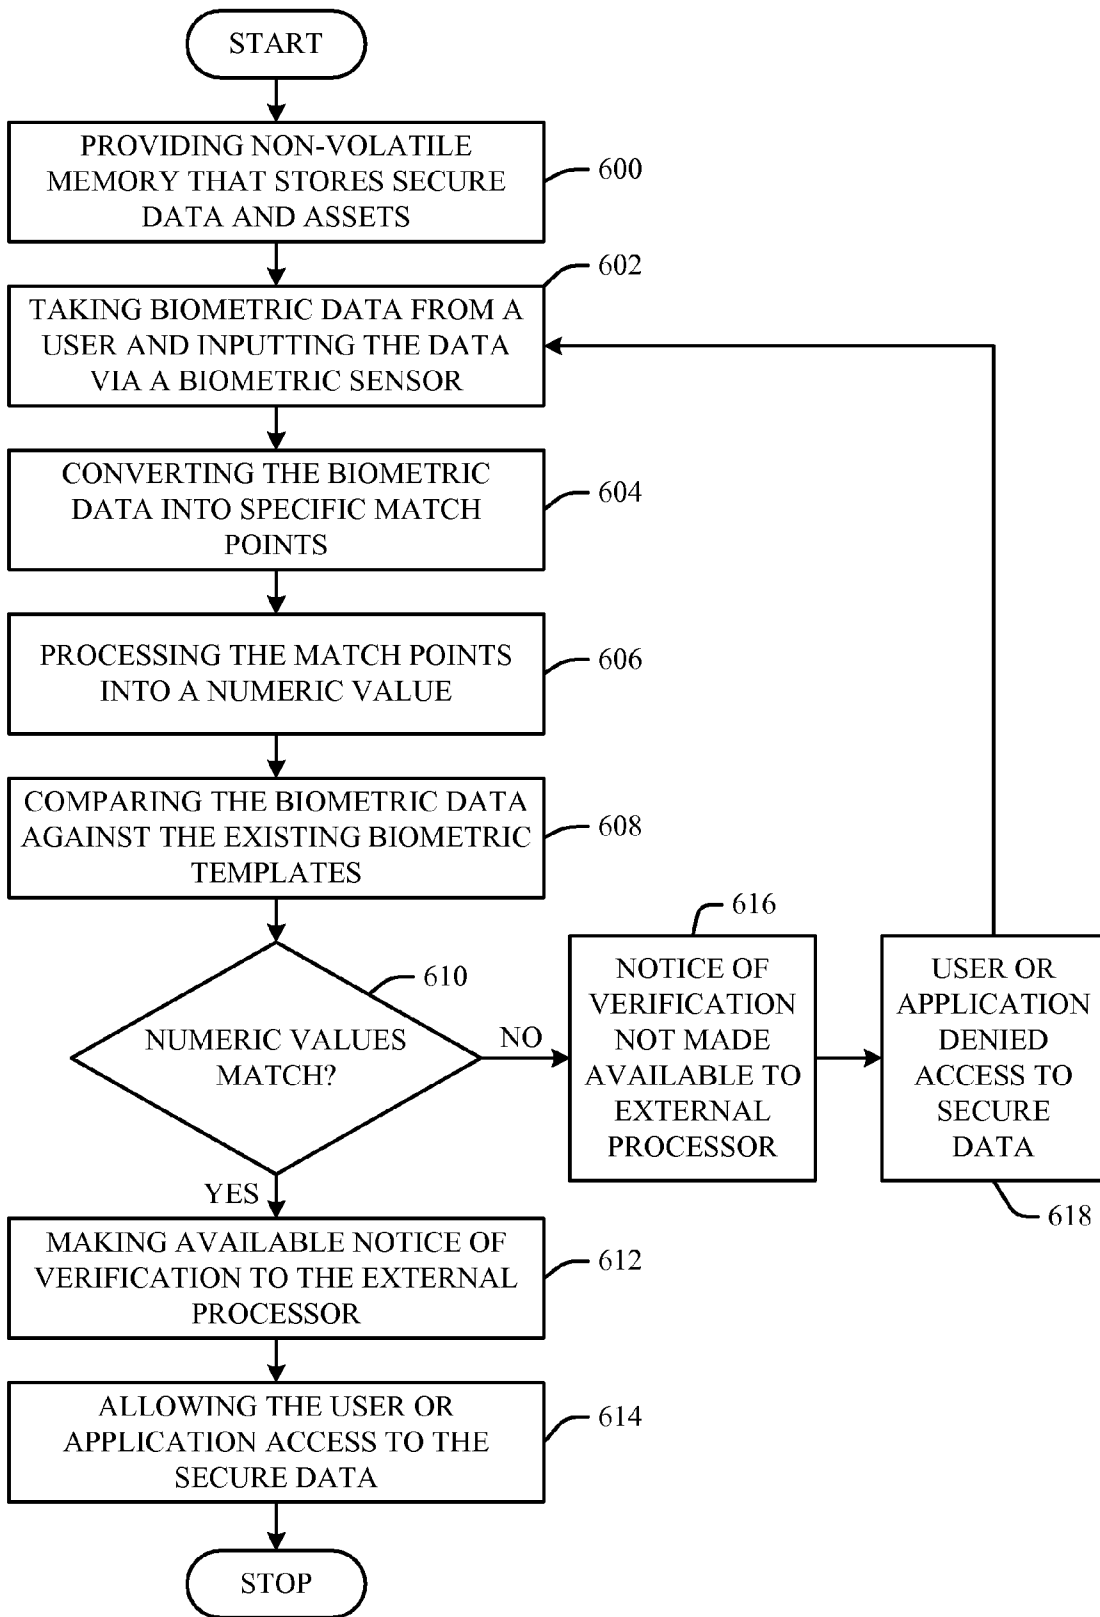 START
PROVIDING NON-VOLATILE
MEMORY THAT STORES SECURE
DATA AND ASSETS
600
602
TAKING BIOMETRIC DATA FROM A
USER AND INPUTTING THE DATA
VIA A BIOMETRIC SENSOR
CONVERTING THE BIOMETRIC
DATA INTO SPECIFIC MATCH
POINTS
604
PROCESSING THE MATCH POINTS
INTO A NUMERIC VALUE
606
COMPARING THE BIOMETRIC DATA
AGAINST THE EXISTING BIOMETRIC
TEMPLATES
608
610
NUMERIC VALUES
MATCH?
NO
616
NOTICE OF
VERIFICATION
NOT MADE
AVAILABLE TO
EXTERNAL
PROCESSOR
USER OR
APPLICATION
DENIED
ACCESS TO
SECURE
DATA
618
YES
MAKING AVAILABLE NOTICE OF
VERIFICATION TO THE EXTERNAL
PROCESSOR
612
ALLOWING THE USER OR
APPLICATION ACCESS TO THE
SECURE DATA
614
STOP